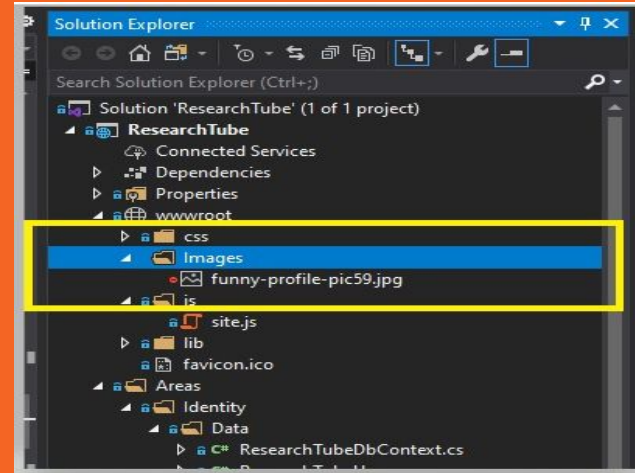 Solution Explorer
Search Solution Explorer (Ctrl+;)
Solution 'ResearchTube' (1 of 1 project)
ResearchTube
Connected Services
Dependencies
Properties
wwwroot
css
Images
funny-profile-pic59.jpg
js
site.js
lib
favicon.ico
Areas
Identity
Data
C# ResearchTubeDbContext.cs